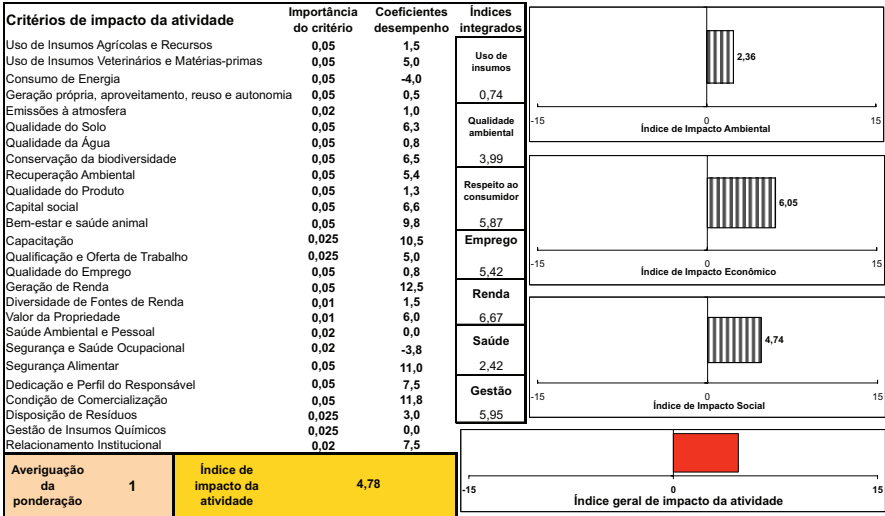 Critérios de impacto da atividade Importância do critério Coeficientes desempenho Índices integrados
Uso de Insumos Agrícolas e Recursos 0,05 1,5
Uso de Insumos Veterinários e Matérias-primas 0,05 5,0
Consumo de Energia 0,05 -4,0
Geração própria, aproveitamento, reuso e autonomia 0,05 0,5
Emissões à atmosfera 0,02 1,0
Qualidade do Solo 0,05 6,3
Qualidade da Água 0,05 0,8
Conservação da biodiversidade 0,05 6,5
Recuperação Ambiental 0,05 5,4
Qualidade do Produto 0,05 1,3
Capital social 0,05 6,6
Bem-estar e saúde animal 0,05 9,8
Capacitação 0,025 10,5
Qualificação e Oferta de Trabalho 0,025 5,0
Qualidade do Emprego 0,05 0,8
Geração de Renda 0,05 12,5
Diversidade de Fontes de Renda 0,01 1,5
Valor da Propriedade 0,01 6,0
Saúde Ambiental e Pessoal 0,02 0,0
Segurança e Saúde Ocupacional 0,02 -3,8
Segurança Alimentar 0,05 11,0
Dedicação e Perfil do Responsável 0,05 7,5
Condição de Comercialização 0,05 11,8
Disposição de Resíduos 0,025 3,0
Gestão de Insumos Químicos 0,025 0,0
Relacionamento Institucional 0,02 7,5
Uso de
insumos
0,74
Qualidade
ambiental
3,99
Respeito ao
consumidor
5,87
Emprego
5,42
Renda
6,67
Saúde
2,42
Gestão
5,95
Averiguação
da
ponderação
1
Índice de
impacto da
atividade
4,78
2,36
-15 0 15
Índice de Impacto Ambiental
6,05
-15 0 15
Índice de Impacto Econômico
4,74
-15 0 15
Índice de Impacto Social
-15 0 15
Índice geral de impacto da atividade